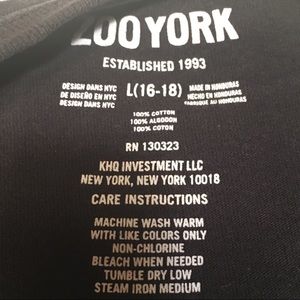 ZOO YORK
ESTABLISHED 1993
DESIGN DANS NYC
DE DISEÑO EN NYC
DESIGN DANS NYC
L(16-18)
MADE IN HONDURAS
HECHO EN HONDURAS
FABRIQUE AU HONDURAS
100% COTTON
100% ALGODON
100% COTON
RN 130323
KHQ INVESTMENT LLC
NEW YORK, NEW YORK 10018
CARE INSTRUCTIONS
MACHINE WASH WARM
WITH LIKE COLORS ONLY
NON-CHLORINE
BLEACH WHEN NEEDED
TUMBLE DRY LOW
STEAM IRON MEDIUM